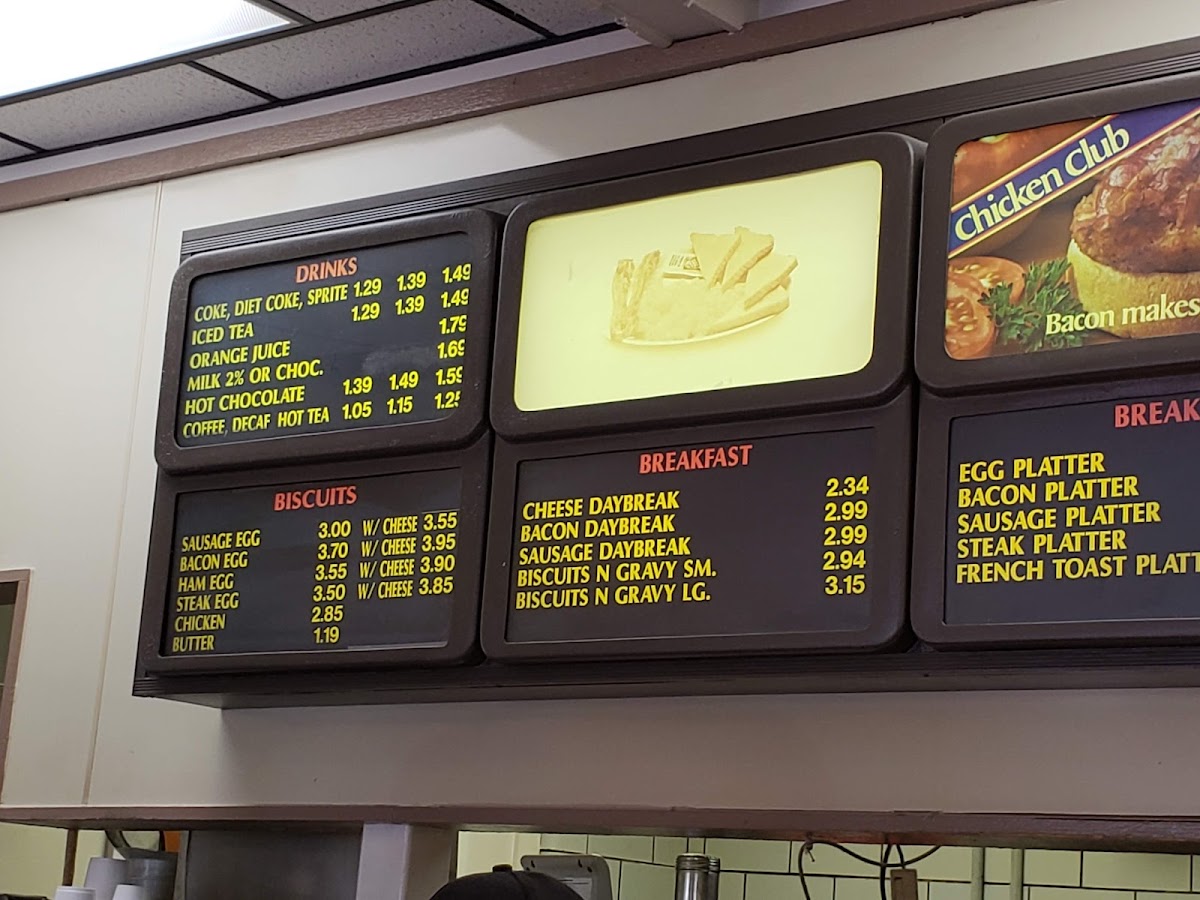 DRINKS
COKE, DIET COKE, SPRITE 1.29 1.39 1.49
ICED TEA 1.29 1.39 1.49
ORANGE JUICE 1.79
MILK 2% OR CHOC. 1.69
HOT CHOCOLATE 1.39 1.49 1.59
COFFEE, DECAF HOT TEA 1.05 1.15 1.25
BISCUITS
SAUSAGE EGG 3.00 W/ CHEESE 3.55
BACON EGG 3.70 W/ CHEESE 3.95
HAM EGG 3.55 W/ CHEESE 3.90
STEAK EGG 3.50 W/ CHEESE 3.85
CHICKEN 2.85
BUTTER 1.19
BREAKFAST
CHEESE DAYBREAK 2.34
BACON DAYBREAK 2.99
SAUSAGE DAYBREAK 2.99
BISCUITS N GRAVY SM. 2.94
BISCUITS N GRAVY LG. 3.15
Chicken Club
Bacon makes
BREAK
EGG PLATTER
BACON PLATTER
SAUSAGE PLATTER
STEAK PLATTER
FRENCH TOAST PLATT